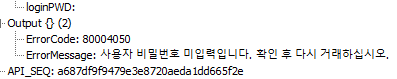 loginPWD:
Output {} (2)
ErrorCode: 80004050
ErrorMessage: 사용자 비밀번호 미입력입니다. 확인 후 다시 거래하십시오.
API_SEQ: a687df9f9479e3e8720aeda1dd665f2e